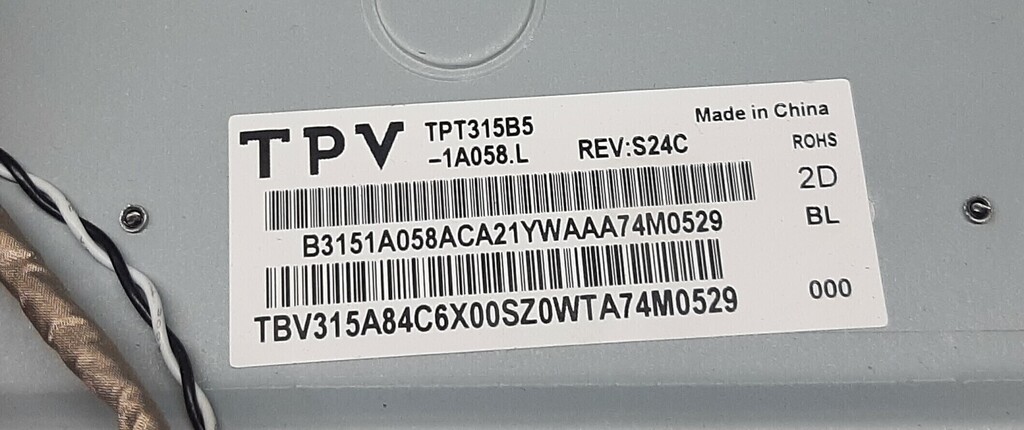 TPV TPT315B5
-1A058.L REV:S24C
Made in China
ROHS
2D
BL
B3151A058ACA21YWAAA74M0529
TBV315A84C6X00SZ0WTA74M0529
000